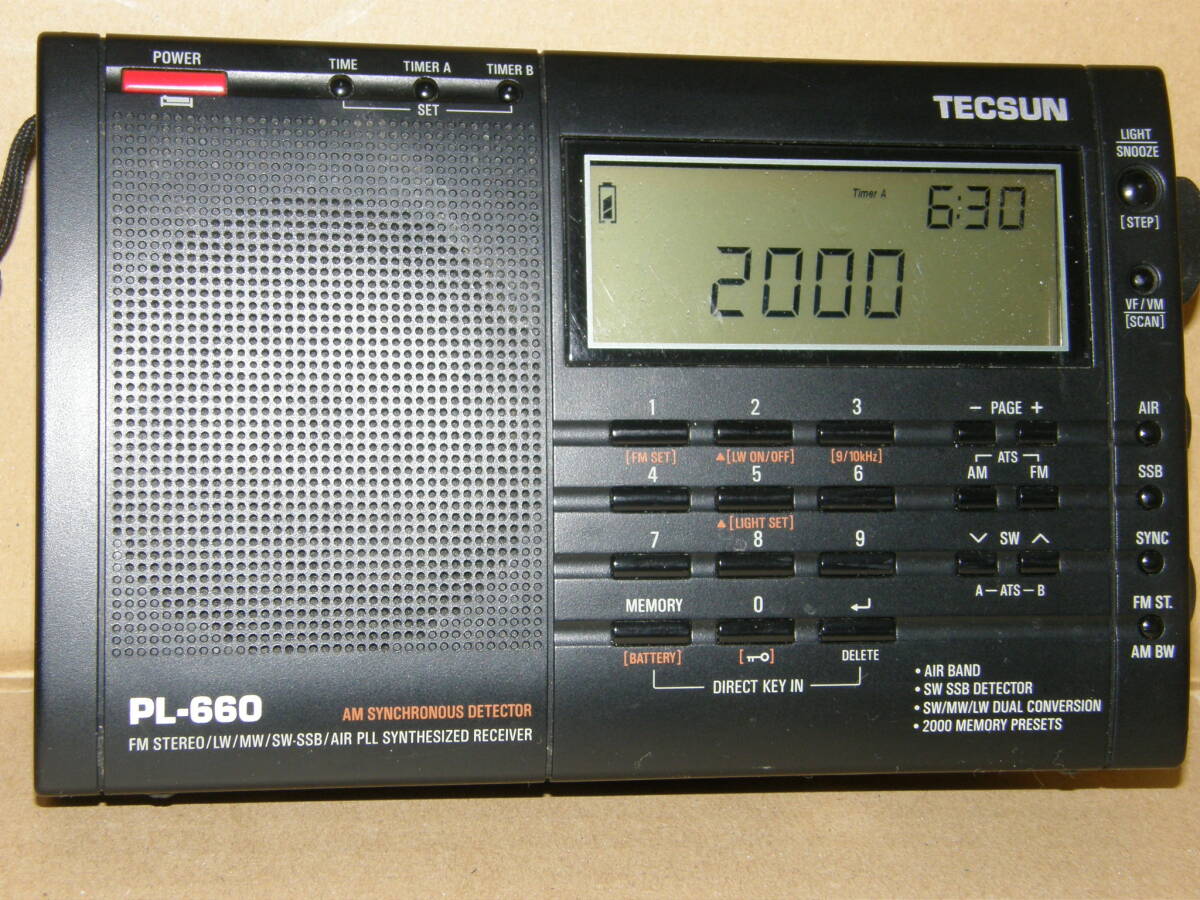 POWER
TIME TIMER A TIMER B
SET
TECSUN
LIGHT
SNOOZE
[STEP]
Timer A 6:30
2000
VF/VM
[SCAN]
1 2 3 - PAGE + AIR
[FM SET] ▲[LW ON/OFF] [9/10kHz] ATS
4 5 6 AM FM SSB
▲[LIGHT SET]
7 8 9 SW SYNC
A-ATS-B
MEMORY 0 FM ST.
[BATTERY] DELETE AM BW
DIRECT KEY IN
• AIR BAND
• SW SSB DETECTOR
• SW/MW/LW DUAL CONVERSION
• 2000 MEMORY PRESETS
PL-660 AM SYNCHRONOUS DETECTOR
FM STEREO/LW/MW/SW-SSB/AIR PLL SYNTHESIZED RECEIVER